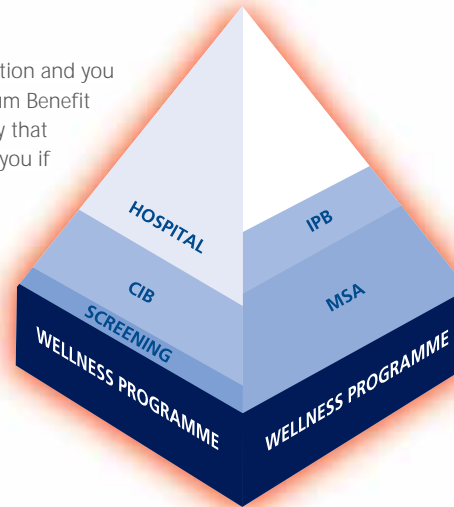 tion and you
um Benefit
y that
you if
HOSPITAL
IPB
CIB
MSA
SCREENING
WELLNESS PROGRAMME
WELLNESS PROGRAMME